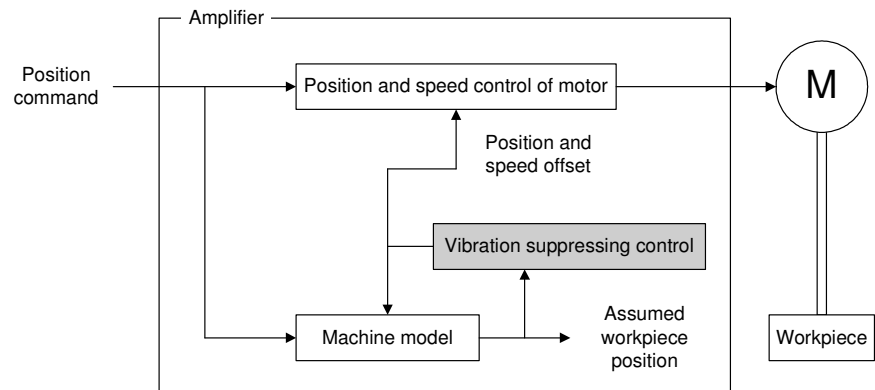 Amplifier
Position
command
Position and speed control of motor
M
Position and
speed offset
Vibration suppressing control
Machine model
Assumed
workpiece
position
Workpiece